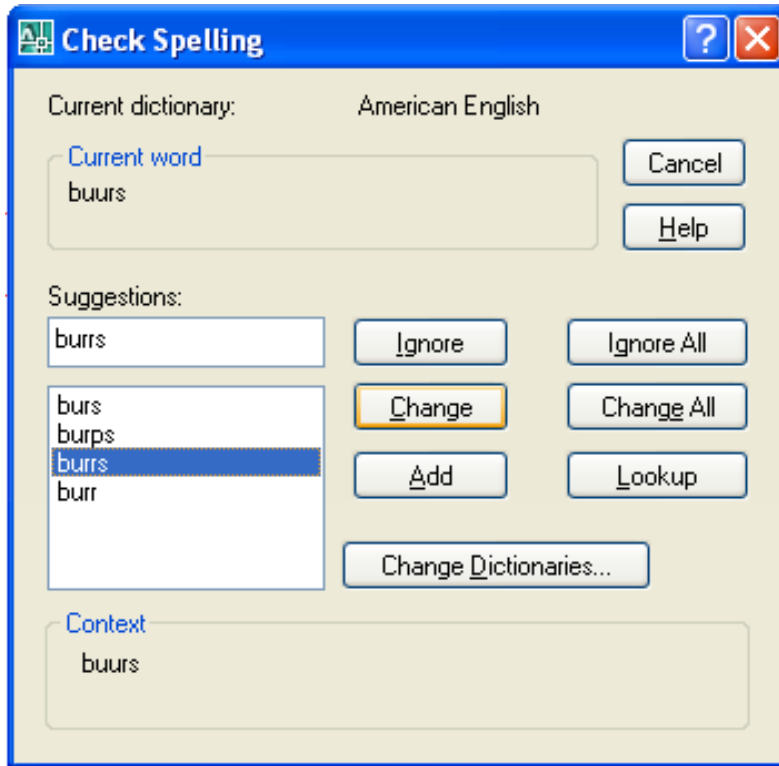 Check Spelling
Current dictionary: American English
Current word
buurs
Cancel
Help
Suggestions:
burrs
Ignore Ignore All
burs
burps
burrs
burr
Change Change All
Add Lookup
Change Dictionaries...
Context
buurs